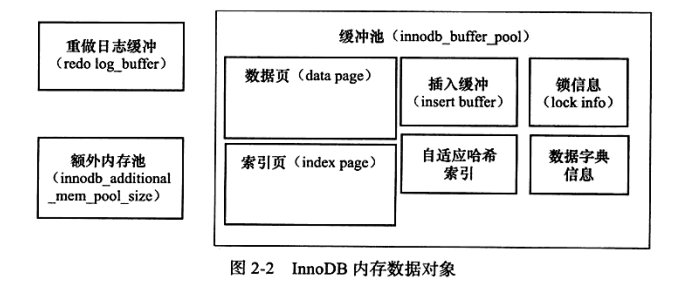 重做日志缓冲
（redo log_buffer）
额外内存池
（innodb_additional
_mem_pool_size）
缓冲池（innodb_buffer_pool）
数据页（data page）
插入缓冲
（insert buffer）
锁信息
（lock info）
索引页（index page）
自适应哈希
索引
数据字典
信息
图 2-2 InnoDB 内存数据对象